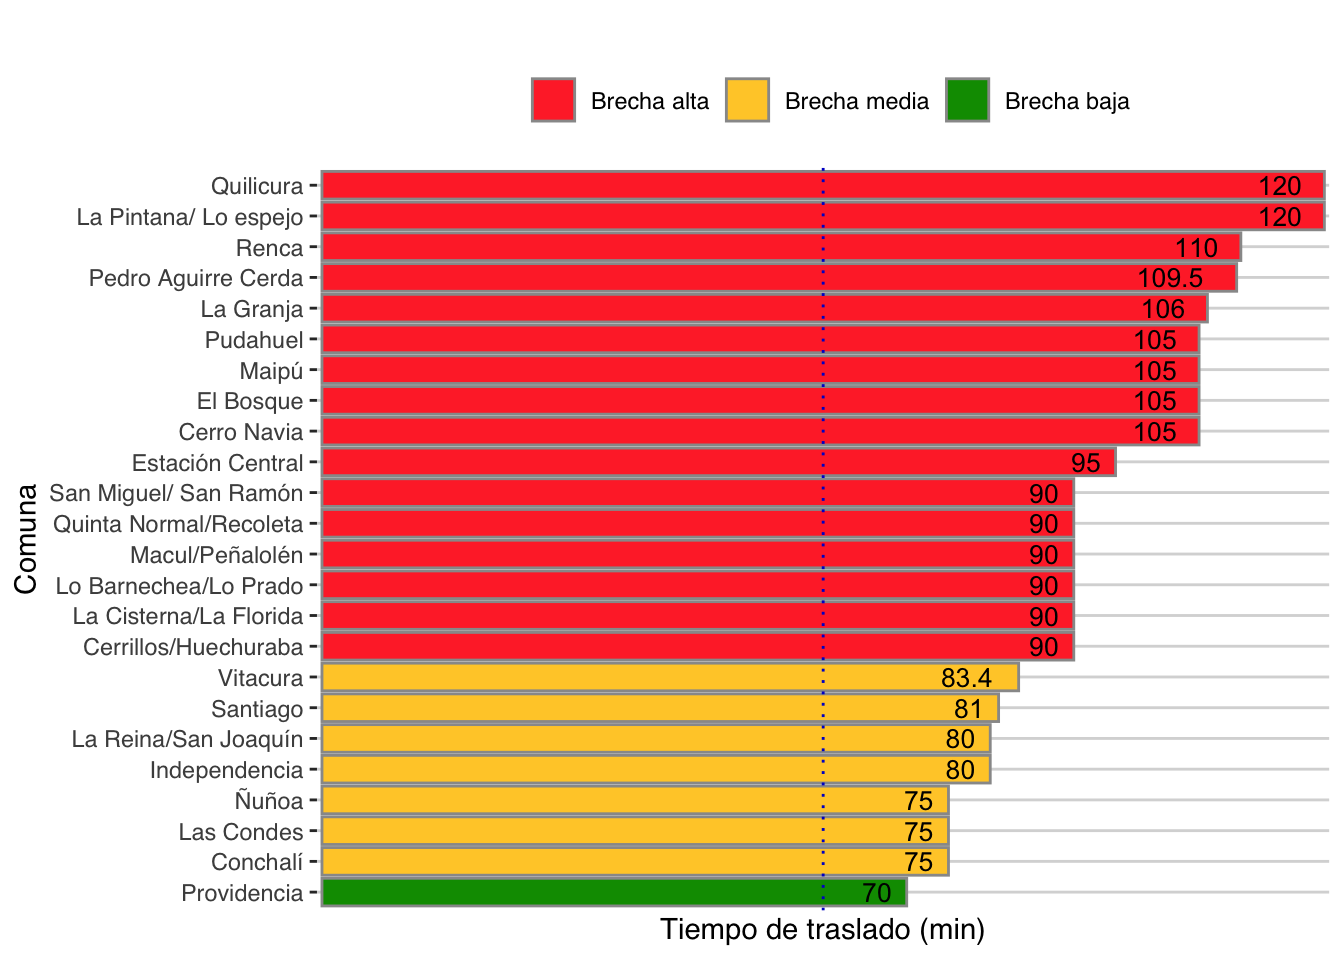 Brecha alta Brecha media Brecha baja
Quilicura 120
La Pintana/ Lo espejo 120
Renca 110
Pedro Aguirre Cerda 109.5
La Granja 106
Pudahuel 105
Maipú 105
El Bosque 105
Cerro Navia 105
Estación Central 95
San Miguel/ San Ramón 90
Quinta Normal/Recoleta 90
Macul/Peñalolén 90
Lo Barnechea/Lo Prado 90
La Cisterna/La Florida 90
Cerrillos/Huechuraba 90
Vitacura 83.4
Santiago 81
La Reina/San Joaquín 80
Independencia 80
Ñuñoa 75
Las Condes 75
Conchalí 75
Providencia 70
Comuna
Tiempo de traslado (min)